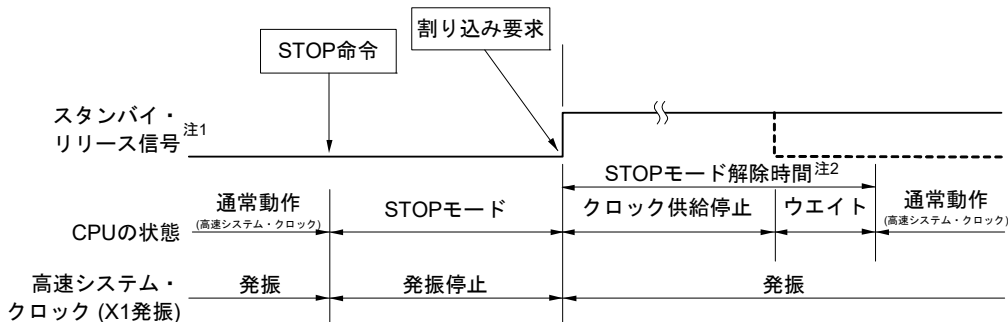 割り込み要求
STOP命令
スタンバイ・
リリース信号注1
STOPモード解除時間注2
通常動作
(高速システム・クロック)
STOPモード
クロック供給停止
ウエイト
通常動作
(高速システム・クロック)
CPUの状態
高速システム・
クロック (X1発振)
発振
発振停止
発振